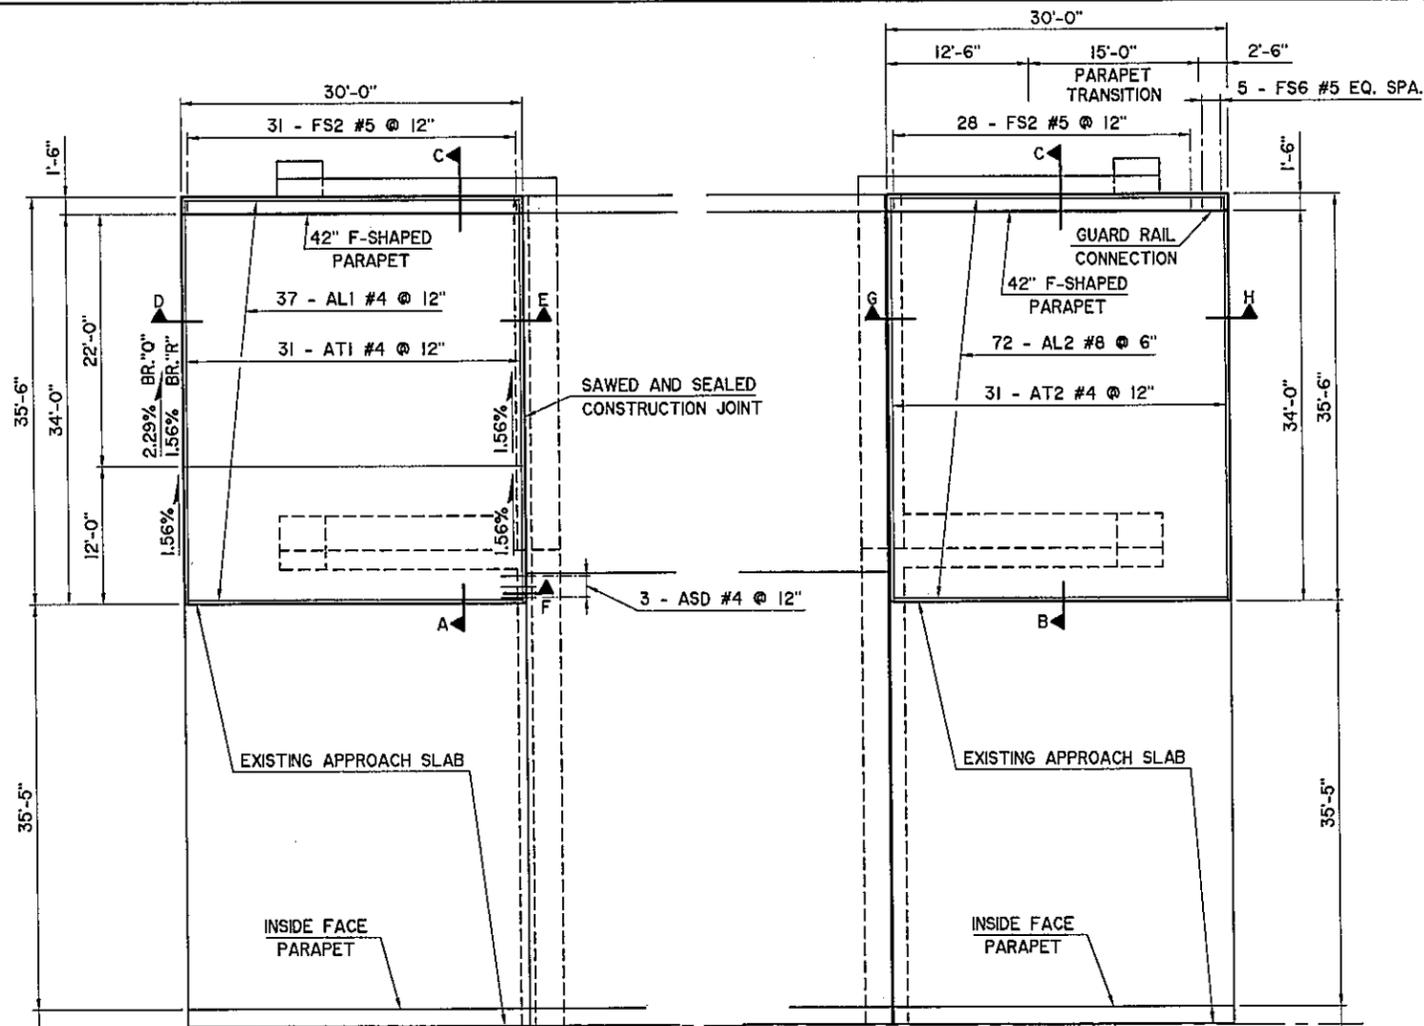 30'-0"
31 - FS2 #5 @ 12"
1'-6"
C
42" F-SHAPED
PARAPET
D
37 - AL1 #4 @ 12"
E
31 - AT1 #4 @ 12"
35'-6"
34'-0"
22'-0"
12'-0"
2.29% BR."Q"
1.56% BR."R"
1.56%
1.56%
1.56%
SAWED AND SEALED
CONSTRUCTION JOINT
F
3 - ASD #4 @ 12"
A
EXISTING APPROACH SLAB
35'-5"
INSIDE FACE
PARAPET
30'-0"
12'-6"
15'-0"
2'-6"
PARAPET
TRANSITION
5 - FS6 #5 EQ. SPA.
28 - FS2 #5 @ 12"
1'-6"
C
GUARD RAIL
CONNECTION
42" F-SHAPED
PARAPET
G
H
72 - AL2 #8 @ 6"
31 - AT2 #4 @ 12"
34'-0"
35'-6"
B
EXISTING APPROACH SLAB
35'-5"
INSIDE FACE
PARAPET